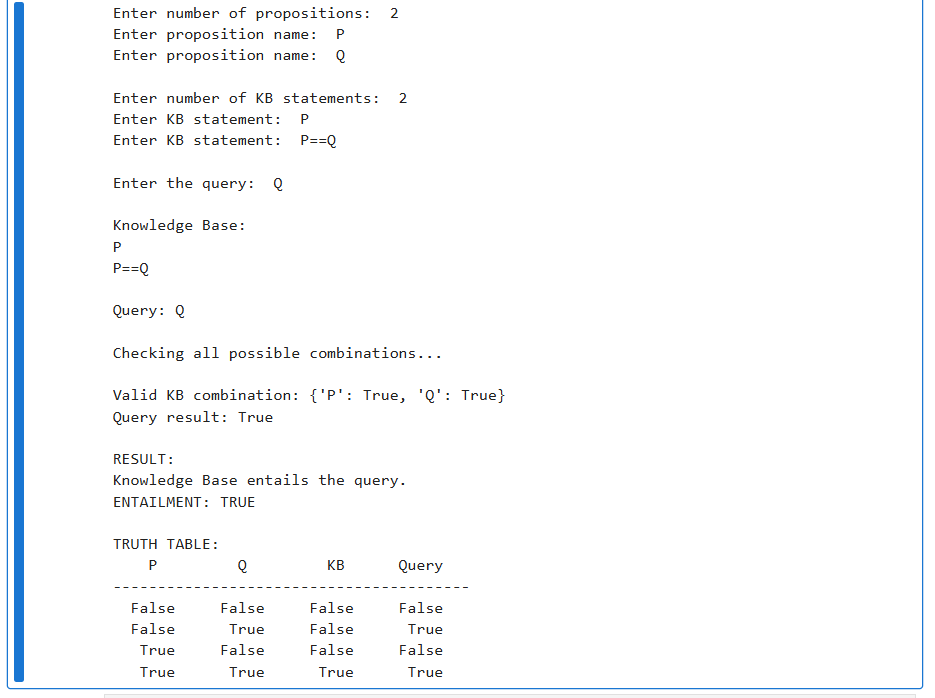 Enter number of propositions:  2
Enter proposition name:  P
Enter proposition name:  Q
Enter number of KB statements:  2
Enter KB statement:  P
Enter KB statement:  P==Q
Enter the query:  Q
Knowledge Base:
P
P==Q
Query: Q
Checking all possible combinations...
Valid KB combination: {'P': True, 'Q': True}
Query result: True
RESULT:
Knowledge Base entails the query.
ENTAILMENT: TRUE
TRUTH TABLE:
    P         Q         KB      Query
----------------------------------------
  False     False     False     False
  False      True     False      True
   True     False     False     False
   True      True      True      True